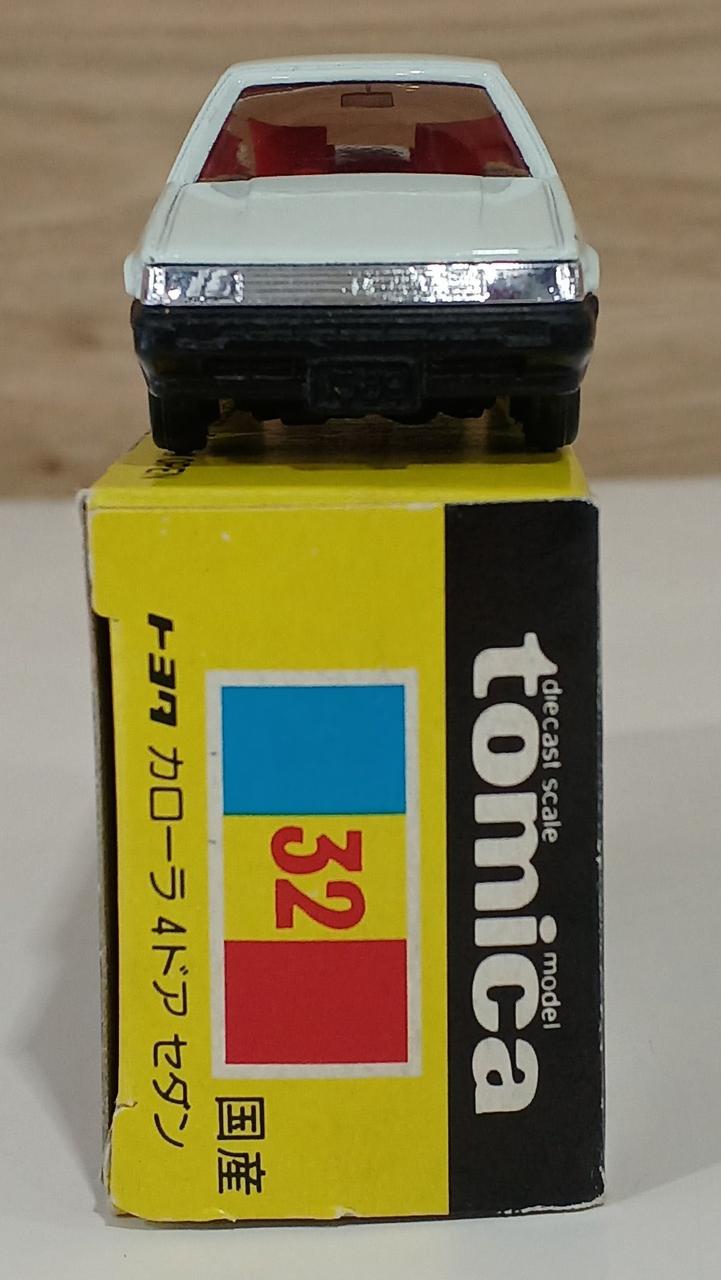 diecast scale model
tomica
32
国産
トヨタ カローラ 4ドア セダン